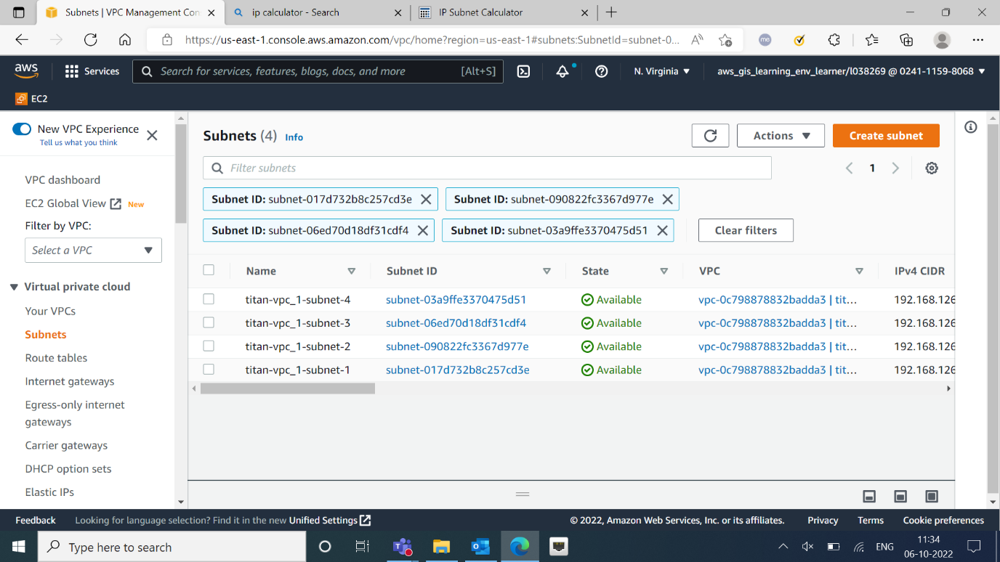 Subnets | VPC Management Con
ip calculator - Search
IP Subnet Calculator
https://us-east-1.console.aws.amazon.com/vpc/home?region=us-east-1#subnets:SubnetId=subnet-0...
aws
Services
Search for services, features, blogs, docs, and more
[Alt+S]
N. Virginia
aws_gis_learning_env_learner/l038269 @ 0241-1159-8068
EC2
New VPC Experience
Tell us what you think
VPC dashboard
EC2 Global View New
Filter by VPC:
Select a VPC
Virtual private cloud
Your VPCs
Subnets
Route tables
Internet gateways
Egress-only internet
gateways
Carrier gateways
DHCP option sets
Elastic IPs
Subnets (4) Info
Actions
Create subnet
Filter subnets
1
Subnet ID: subnet-017d732b8c257cd3e
Subnet ID: subnet-090822fc3367d977e
Subnet ID: subnet-06ed70d18df31cdf4
Subnet ID: subnet-03a9ffe3370475d51
Clear filters
Name Subnet ID State VPC IPv4 CIDR
titan-vpc_1-subnet-4 subnet-03a9ffe3370475d51 Available vpc-0c798878832badda3 | tit... 192.168.126
titan-vpc_1-subnet-3 subnet-06ed70d18df31cdf4 Available vpc-0c798878832badda3 | tit... 192.168.126
titan-vpc_1-subnet-2 subnet-090822fc3367d977e Available vpc-0c798878832badda3 | tit... 192.168.126
titan-vpc_1-subnet-1 subnet-017d732b8c257cd3e Available vpc-0c798878832badda3 | tit... 192.168.126
Feedback
Looking for language selection? Find it in the new Unified Settings
© 2022, Amazon Web Services, Inc. or its affiliates.
Privacy
Terms
Cookie preferences
Type here to search
ENG
11:34
06-10-2022